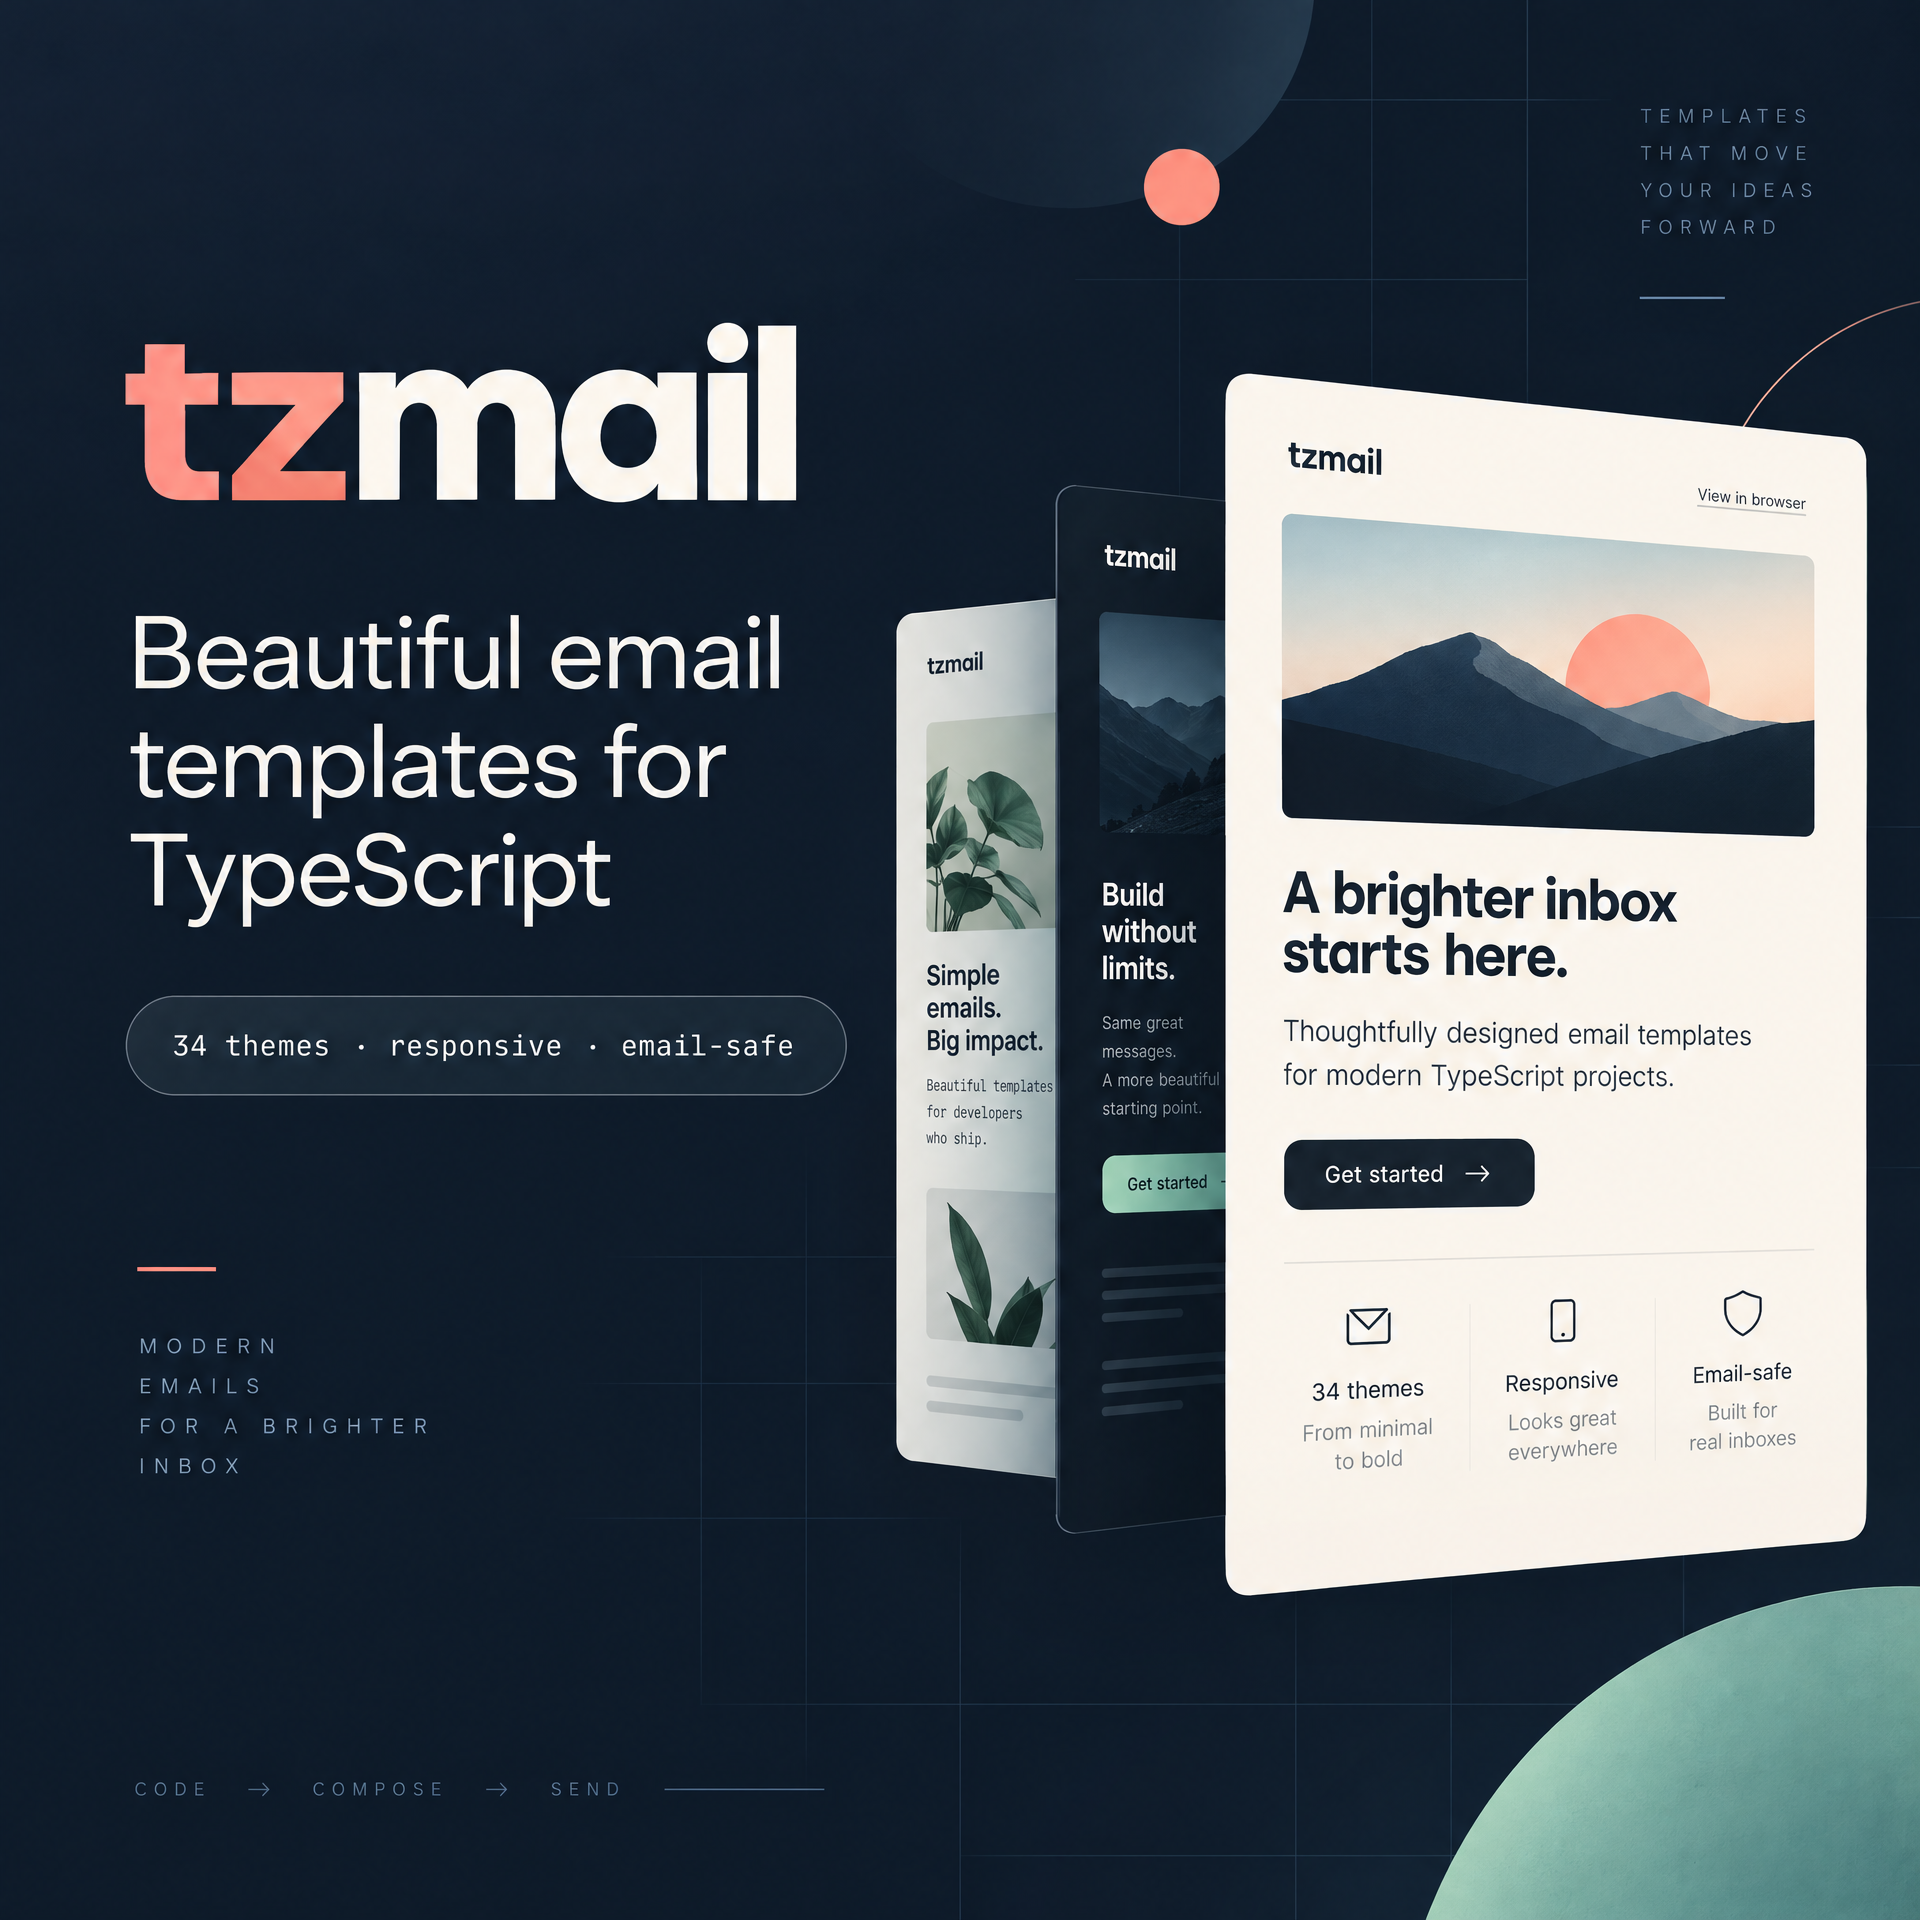 TEMPLATES
THAT MOVE
YOUR IDEAS
FORWARD
tzmail
Beautiful email
templates for
TypeScript
34 themes · responsive · email-safe
MODERN
EMAILS
FOR A BRIGHTER
INBOX
CODE → COMPOSE → SEND
tzmail
Simple
emails.
Big impact.
Beautiful templates
for developers
who ship.
tzmail
Build
without
limits.
Same great
messages.
A more beautiful
starting point.
Get started
tzmail
View in browser
A brighter inbox
starts here.
Thoughtfully designed email templates
for modern TypeScript projects.
Get started →
34 themes
From minimal
to bold
Responsive
Looks great
everywhere
Email-safe
Built for
real inboxes